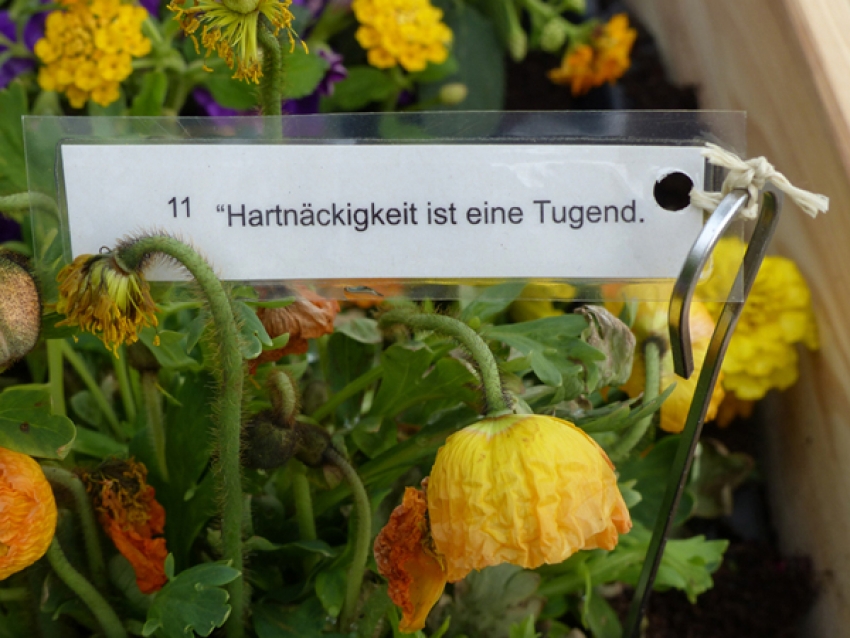 11 “Hartnäckigkeit ist eine Tugend.